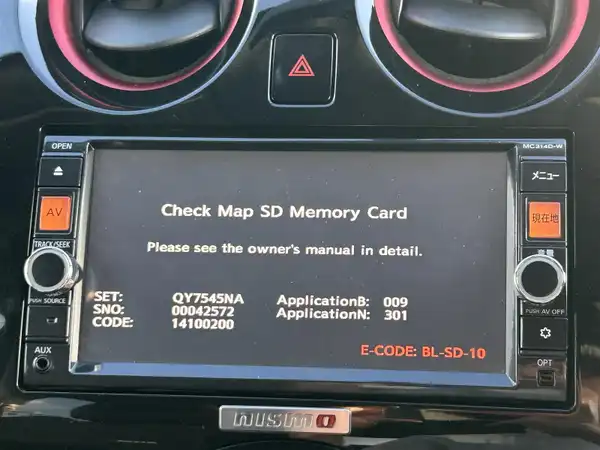 OPEN
MC314D-W
メニュー
AV
現在地
TRACK/SEEK
音量
PUSH SOURCE
PUSH AV OFF
AUX
OPT
Check Map SD Memory Card
Please see the owner's manual in detail.
SET: QY7545NA ApplicationB: 009
SNO: 00042572 ApplicationN: 301
CODE: 14100200
E-CODE: BL-SD-10
nismo